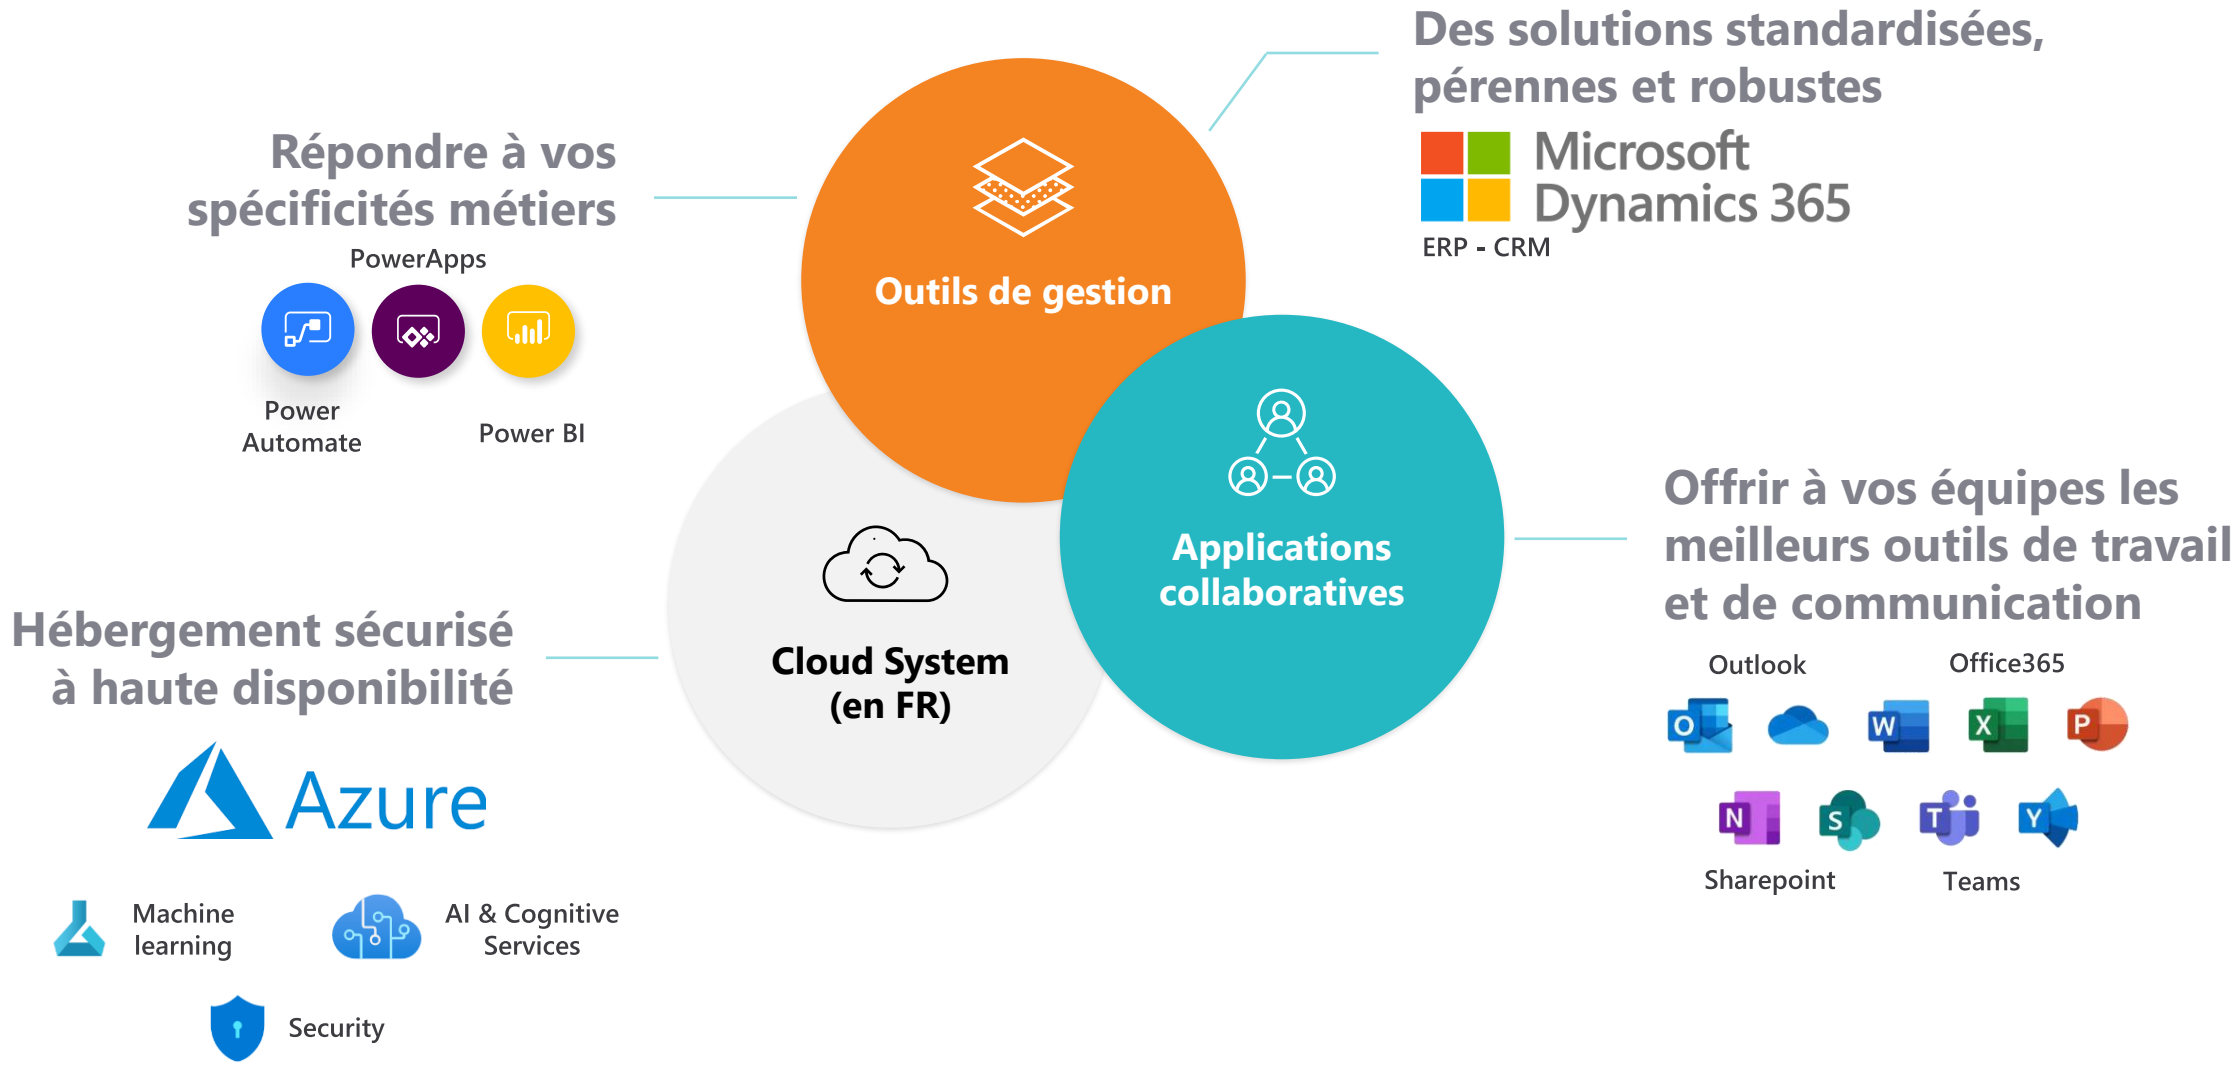 Des solutions standardisées,
pérennes et robustes
Microsoft
Dynamics 365
ERP - CRM
Répondre à vos
spécificités métiers
PowerApps
Power
Automate
Power BI
Outils de gestion
Applications
collaboratives
Cloud System
(en FR)
Offrir à vos équipes les
meilleurs outils de travail
et de communication
Outlook
Office365
O
W
X
P
N
S
T
Y
Sharepoint
Teams
Hébergement sécurisé
à haute disponibilité
Azure
Machine
learning
AI & Cognitive
Services
Security